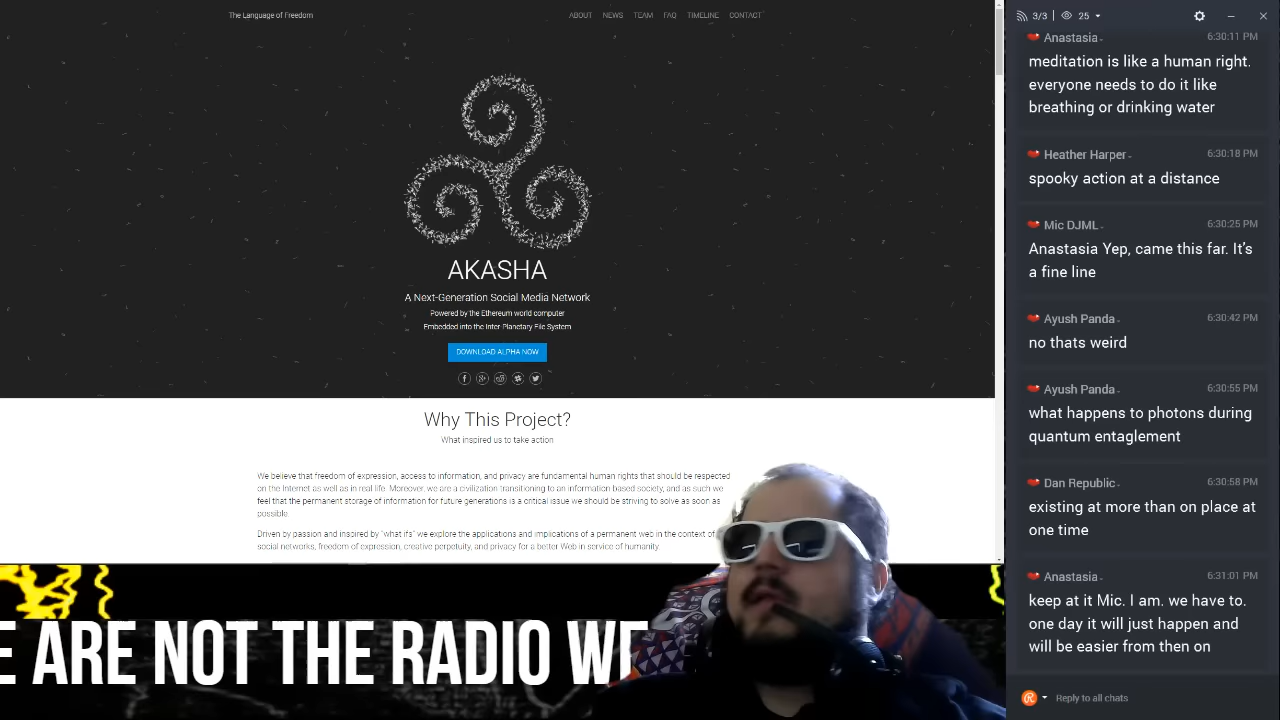 The Language of Freedom
ABOUT NEWS TEAM FAQ TIMELINE CONTACT
AKASHA
A Next-Generation Social Media Network
Powered by the Ethereum world computer
Embedded into the Inter-Planetary File System
DOWNLOAD ALPHA NOW
Why This Project?
What inspired us to take action
We believe that freedom of expression, access to information, and privacy are fundamental human rights that should be respected
on the Internet as well as in real life. Moreover, we are a civilization transitioning to an information-based society, and as such we
feel that the permanent storage of information for future generations is a critical issue we should be striving to solve as soon as
possible.
Driven by passion and inspired by "what ifs" we explore the applications and implications of a permanent web in the context of
social networks, freedom of expression, creative perpetuity, and privacy for a better Web in service of humanity.
E ARE NOT THE RADIO WE
3/3 25
Anastasia 6:30:11 PM
meditation is like a human right.
everyone needs to do it like
breathing or drinking water
Heather Harper 6:30:18 PM
spooky action at a distance
Mic DJML 6:30:25 PM
Anastasia Yep, came this far. It's
a fine line
Ayush Panda 6:30:42 PM
no thats weird
Ayush Panda 6:30:55 PM
what happens to photons during
quantum entaglement
Dan Republic 6:30:58 PM
existing at more than on place at
one time
Anastasia 6:31:01 PM
keep at it Mic. I am. we have to.
one day it will just happen and
will be easier from then on
Reply to all chats